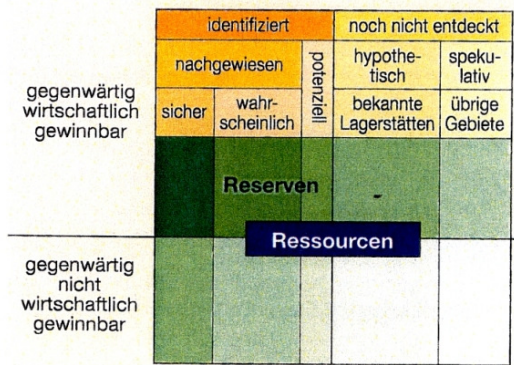 identifiziert
noch nicht entdeckt
nachgewiesen
potenziell
hypothe-
tisch
speku-
lativ
sicher
wahr-
scheinlich
bekannte
Lagerstätten
übrige
Gebiete
gegenwärtig
wirtschaftlich
gewinnbar
Reserven
Ressourcen
gegenwärtig
nicht
wirtschaftlich
gewinnbar